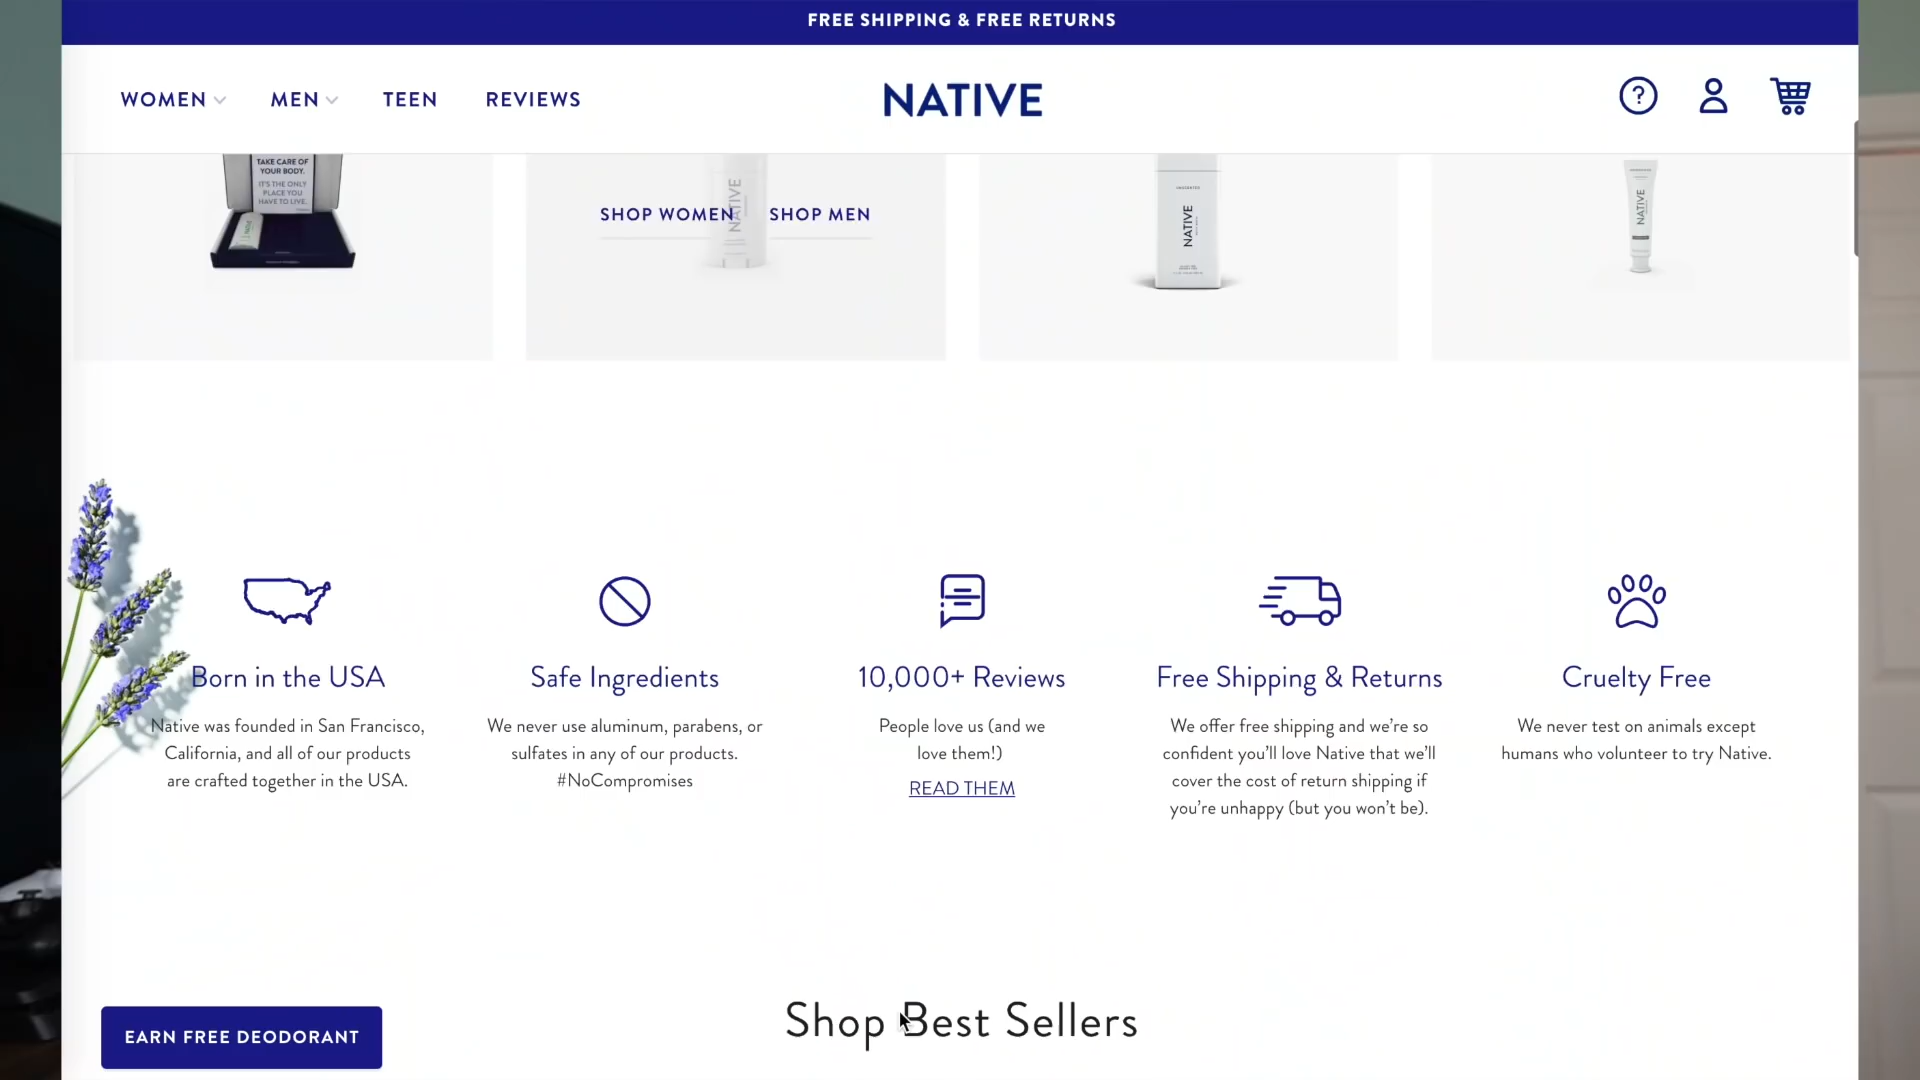 FREE SHIPPING & FREE RETURNS
WOMEN
MEN
TEEN
REVIEWS
NATIVE
TAKE CARE OF
YOUR BODY.
IT'S THE ONLY
PLACE YOU
HAVE TO LIVE.
NATIVE
SHOP WOMEN
SHOP MEN
NATIVE
UNSCENTED
NATIVE
NATIVE
Born in the USA
Native was founded in San Francisco,
California, and all of our products
are crafted together in the USA.
Safe Ingredients
We never use aluminum, parabens, or
sulfates in any of our products.
#NoCompromises
10,000+ Reviews
People love us (and we
love them!)
READ THEM
Free Shipping & Returns
We offer free shipping and we’re so
confident you’ll love Native that we’ll
cover the cost of return shipping if
you’re unhappy (but you won’t be).
Cruelty Free
We never test on animals except
humans who volunteer to try Native.
Shop Best Sellers
EARN FREE DEODORANT